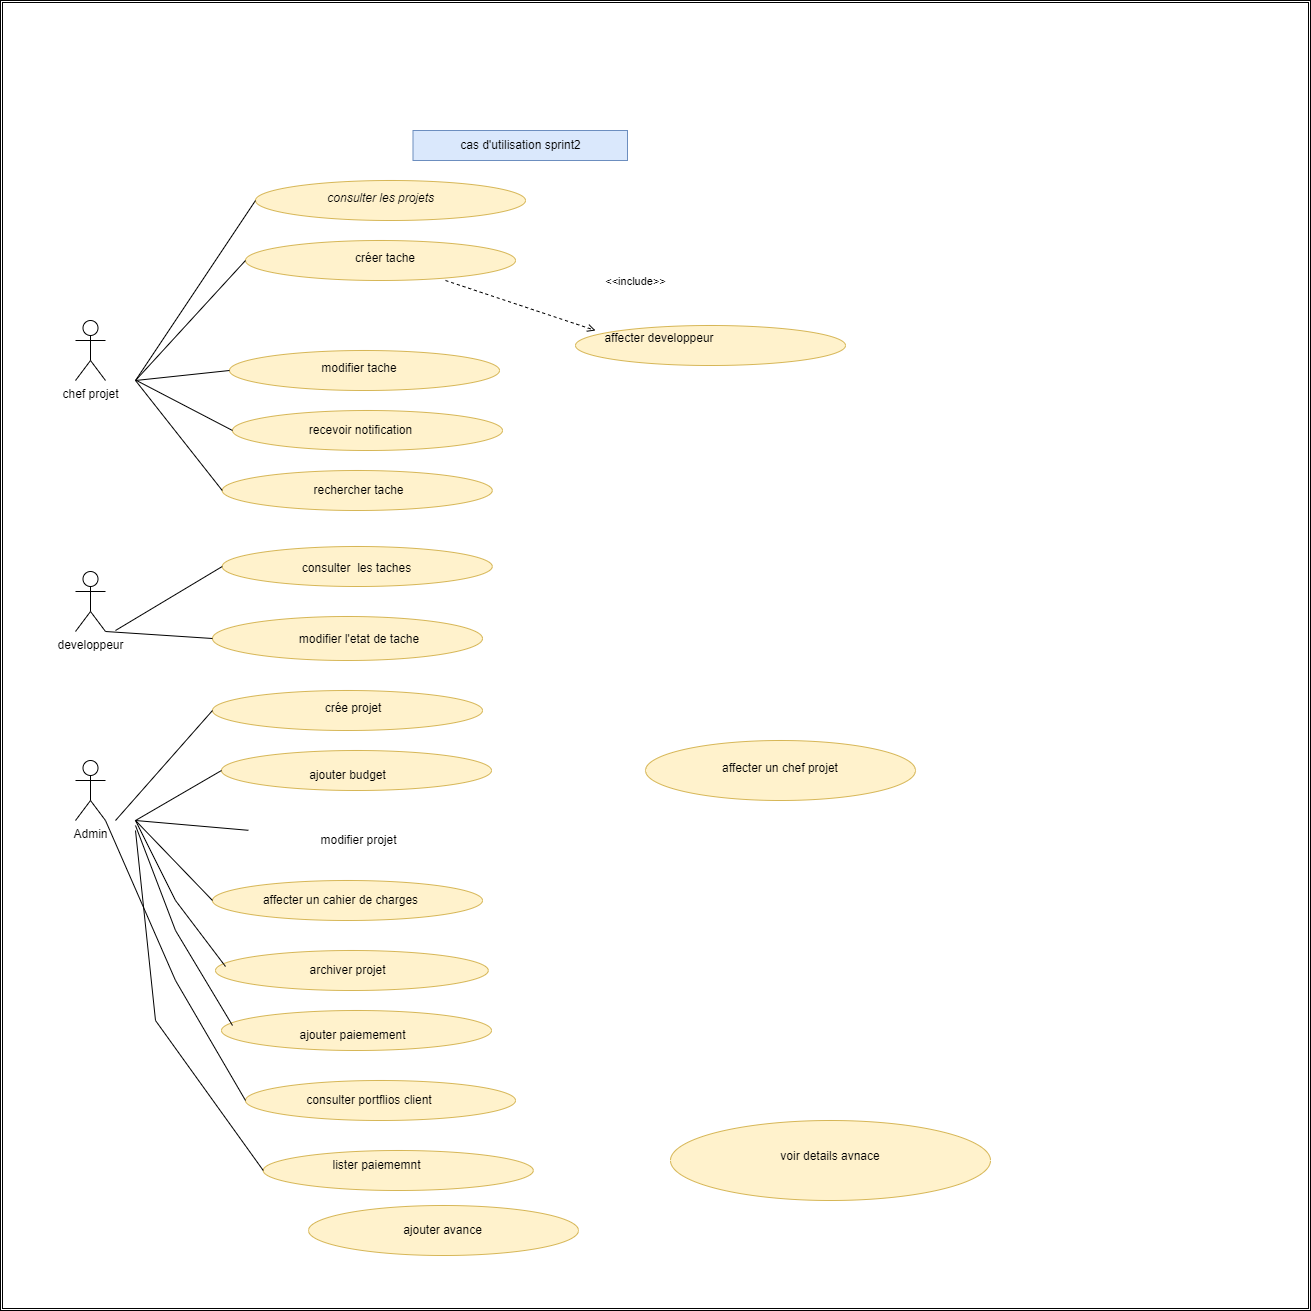 cas d'utilisation sprint2
consulter les projets
créer tache
<<include>>
affecter developpeur
modifier tache
chef projet
recevoir notification
rechercher tache
consulter  les taches
modifier l'etat de tache
developpeur
crée projet
ajouter budget
affecter un chef projet
Admin
modifier projet
affecter un cahier de charges
archiver projet
ajouter paiemement
consulter portflios client
voir details avnace
lister paiememnt
ajouter avance